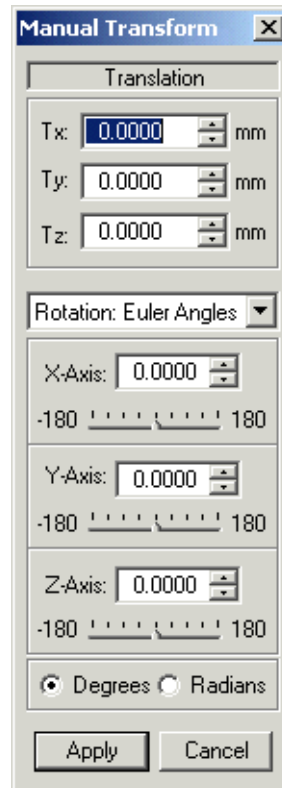 Manual Transform
Translation
Tx: 0.0000 mm
Ty: 0.0000 mm
Tz: 0.0000 mm
Rotation: Euler Angles
X-Axis: 0.0000
-180 180
Y-Axis: 0.0000
-180 180
Z-Axis: 0.0000
-180 180
Degrees Radians
Apply Cancel